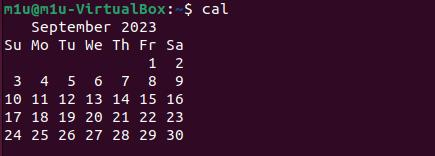 m1u@m1u-VirtualBox:~$ cal
   September 2023
Su Mo Tu We Th Fr Sa
                1  2
 3  4  5  6  7  8  9
10 11 12 13 14 15 16
17 18 19 20 21 22 23
24 25 26 27 28 29 30